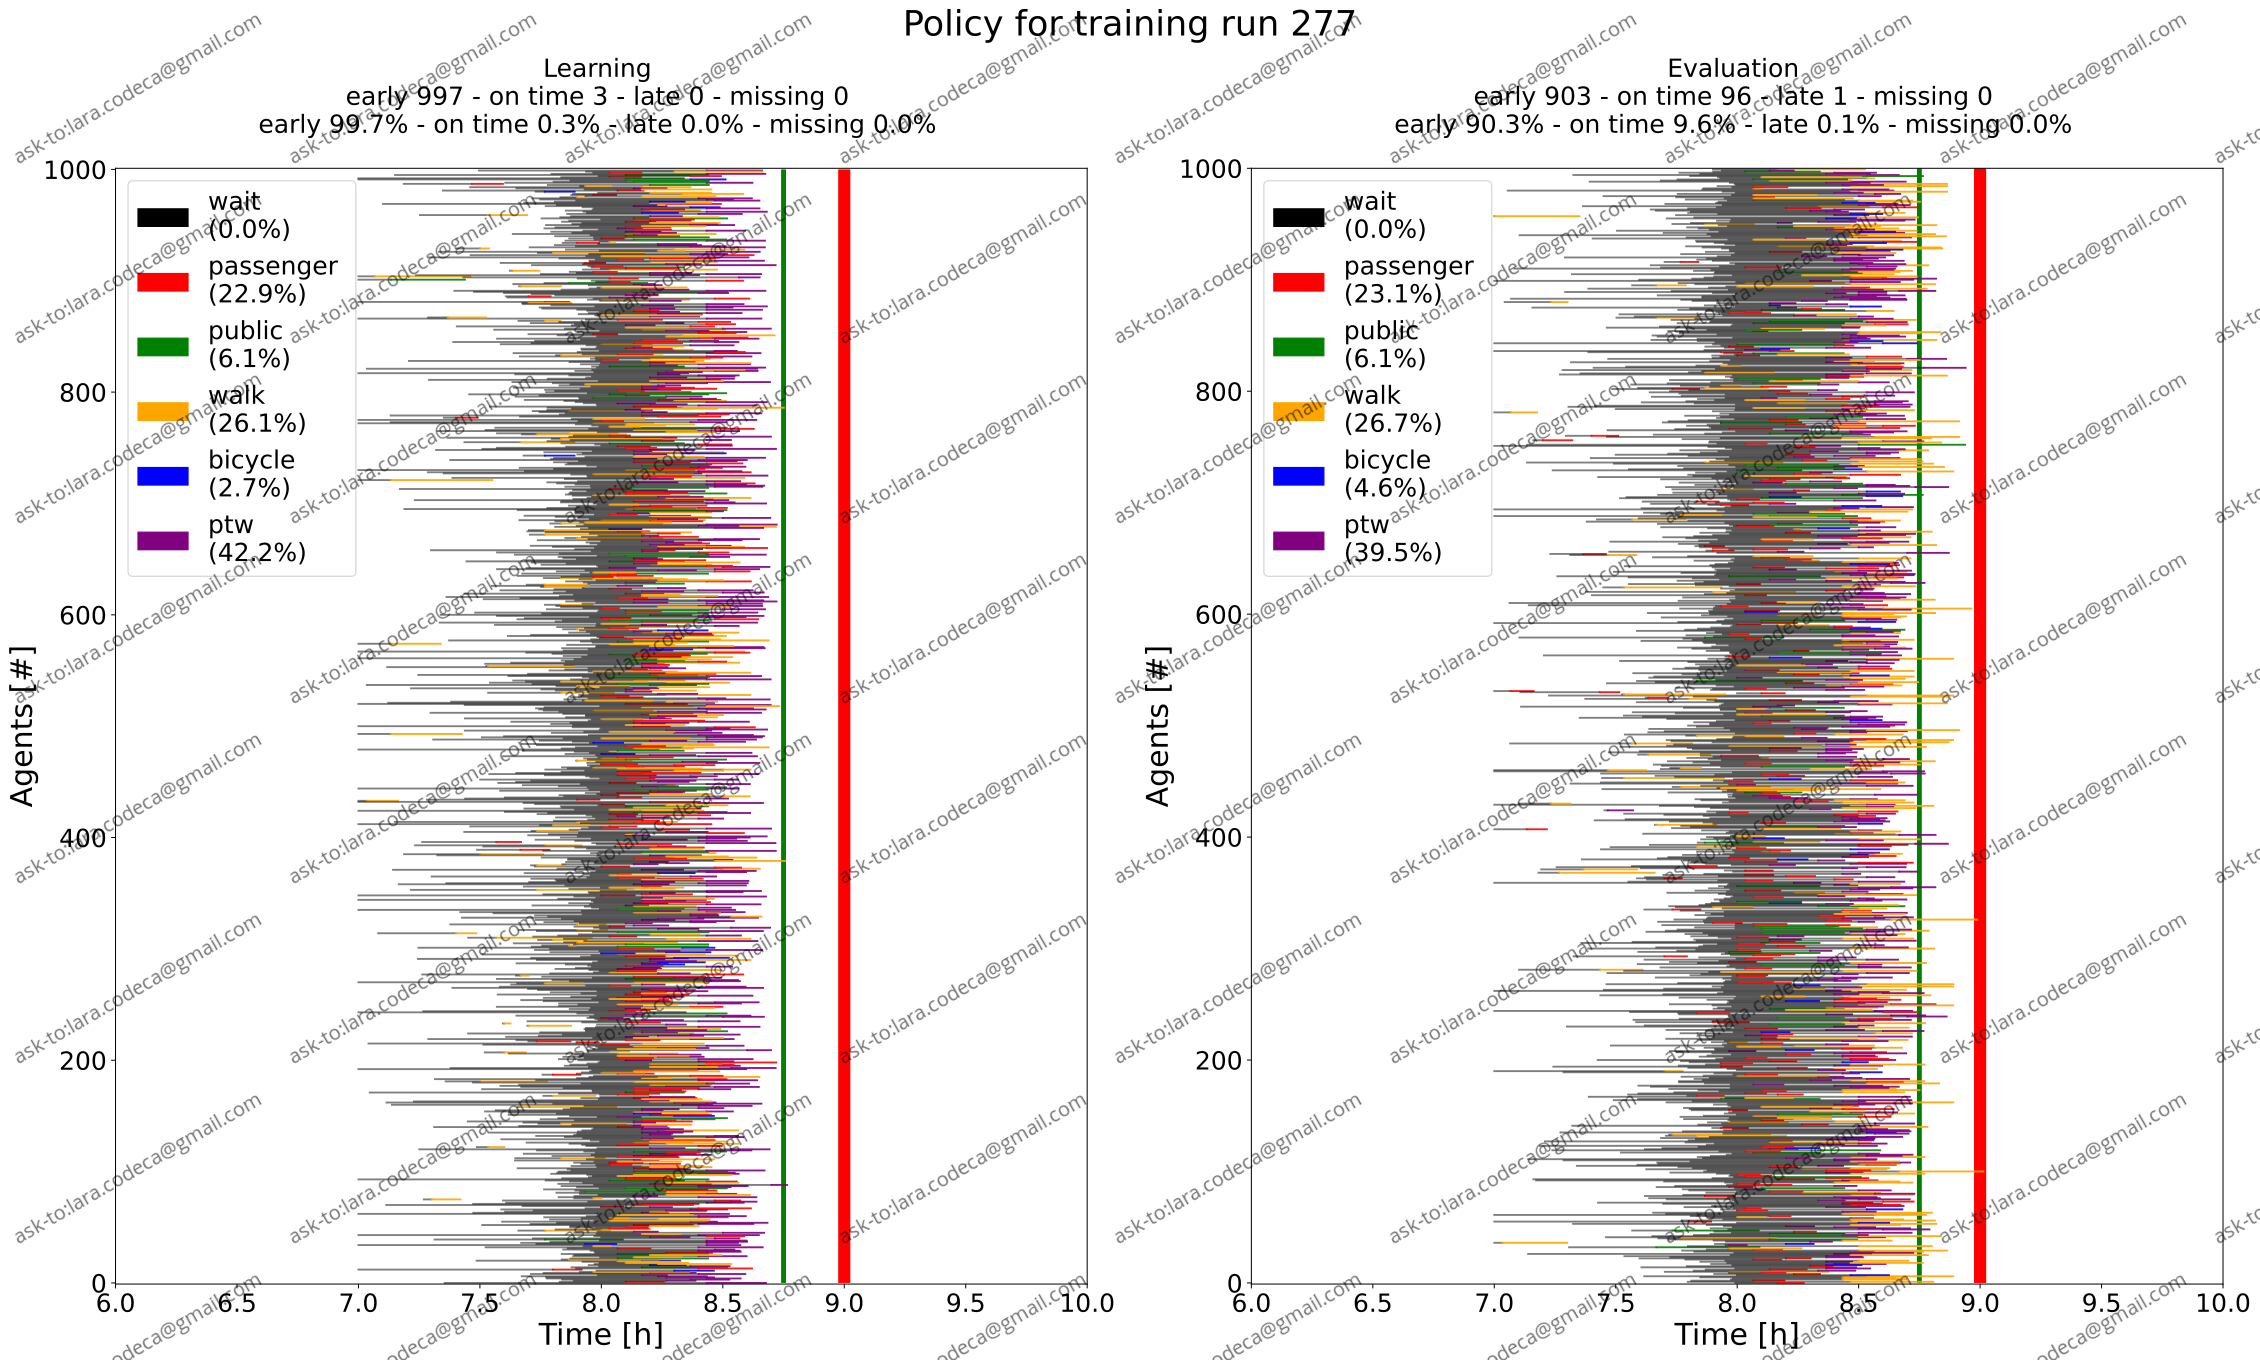 Policy for training run 277
Learning
early 997 - on time 3 - late 0 - missing 0
early 99.7% - on time 0.3% - late 0.0% - missing 0.0%
Agents [#]
1000
800
600
400
200
0
wait
(0.0%)
passenger
(22.9%)
public
(6.1%)
walk
(26.1%)
bicycle
(2.7%)
ptw
(42.2%)
6.0 6.5 7.0 7.5 8.0 8.5 9.0 9.5 10.0
Time [h]
Evaluation
early 903 - on time 96 - late 1 - missing 0
early 90.3% - on time 9.6% - late 0.1% - missing 0.0%
Agents [#]
1000
800
600
400
200
0
wait
(0.0%)
passenger
(23.1%)
public
(6.1%)
walk
(26.7%)
bicycle
(4.6%)
ptw
(39.5%)
6.0 6.5 7.0 7.5 8.0 8.5 9.0 9.5 10.0
Time [h]
ask-to:lara.codeca@gmail.com